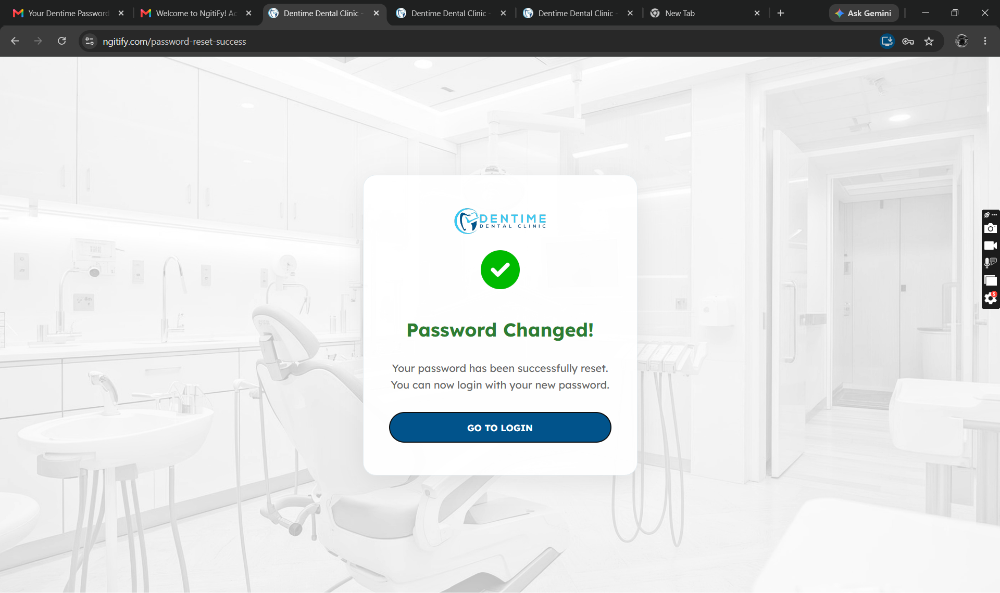 Your Dentime Password
Welcome to NgitiFy! Ac
Dentime Dental Clinic -
Dentime Dental Clinic -
Dentime Dental Clinic -
New Tab
Ask Gemini
ngitify.com/password-reset-success
DENTIME
DENTAL CLINIC
5
Password Changed!
Your password has been successfully reset.
You can now login with your new password.
GO TO LOGIN